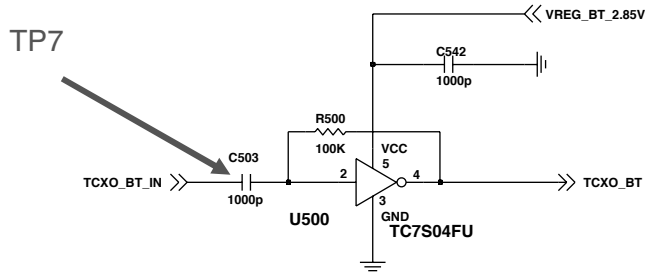 VREG_BT_2.85V
TP7
C542
1000p
R500
100K
VCC
C503
5
TCXO_BT_IN
2
4
TCXO_BT
1000p
3
U500
GND
TC7S04FU